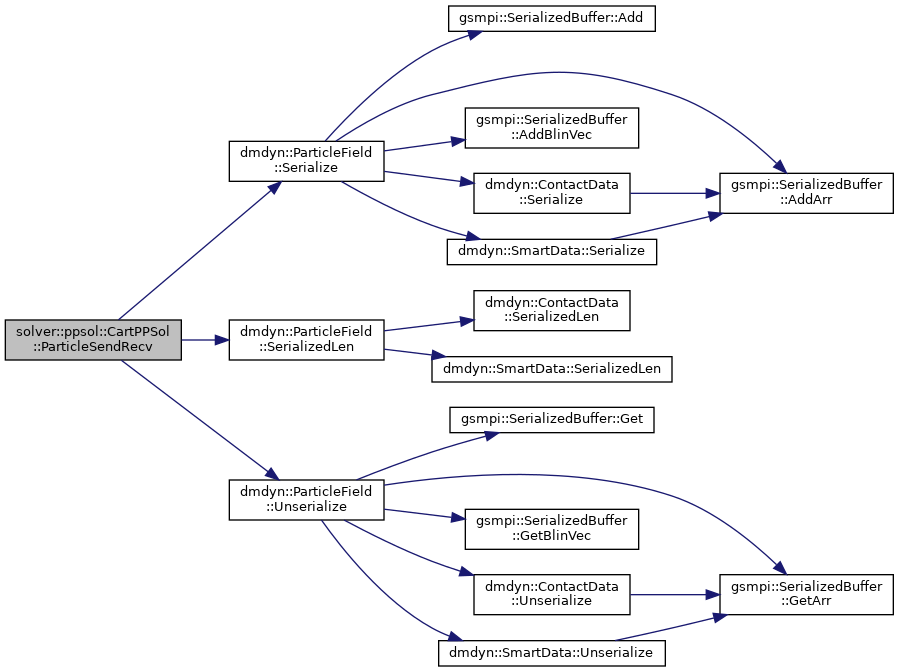 gsmpi::SerializedBuffer::Add
gsmpi::SerializedBuffer
::AddBlinVec
dmdyn::ParticleField
::Serialize
dmdyn::ContactData
::Serialize
gsmpi::SerializedBuffer
::AddArr
dmdyn::SmartData::Serialize
solver::ppsol::CartPPSol
::ParticleSendRecv
dmdyn::ParticleField
::SerializedLen
dmdyn::ContactData
::SerializedLen
dmdyn::SmartData::SerializedLen
gsmpi::SerializedBuffer::Get
dmdyn::ParticleField
::Unserialize
gsmpi::SerializedBuffer
::GetBlinVec
dmdyn::ContactData
::Unserialize
gsmpi::SerializedBuffer
::GetArr
dmdyn::SmartData::Unserialize